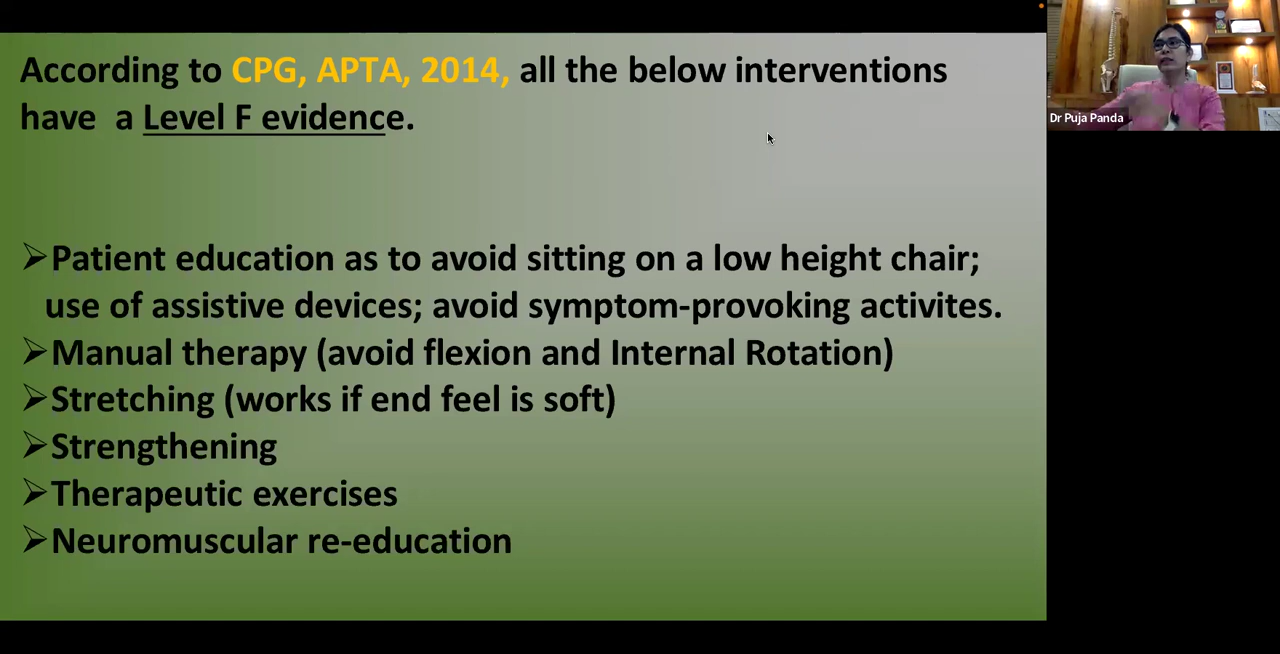 According to CPG, APTA, 2014, all the below interventions
have a Level F evidence.
➢Patient education as to avoid sitting on a low height chair;
use of assistive devices; avoid symptom-provoking activites.
➢Manual therapy (avoid flexion and Internal Rotation)
➢Stretching (works if end feel is soft)
➢Strengthening
➢Therapeutic exercises
➢Neuromuscular re-education
Dr Puja Panda